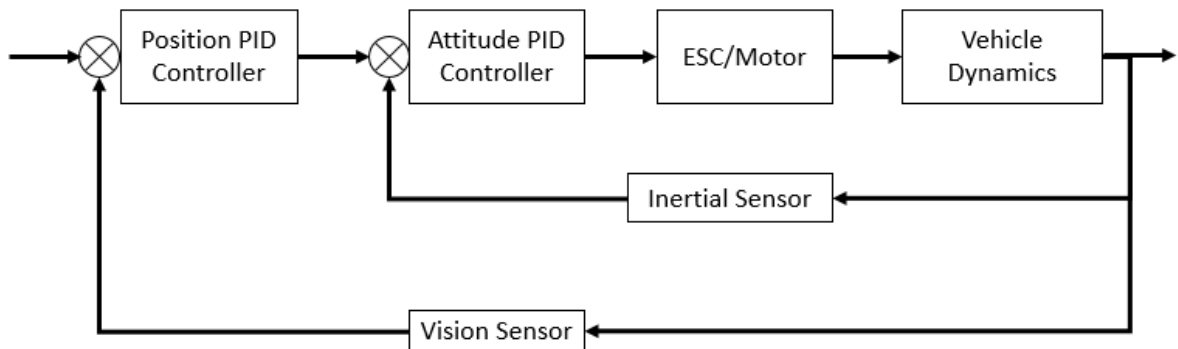 Position PID
Controller
Attitude PID
Controller
ESC/Motor
Vehicle
Dynamics
Inertial Sensor
Vision Sensor